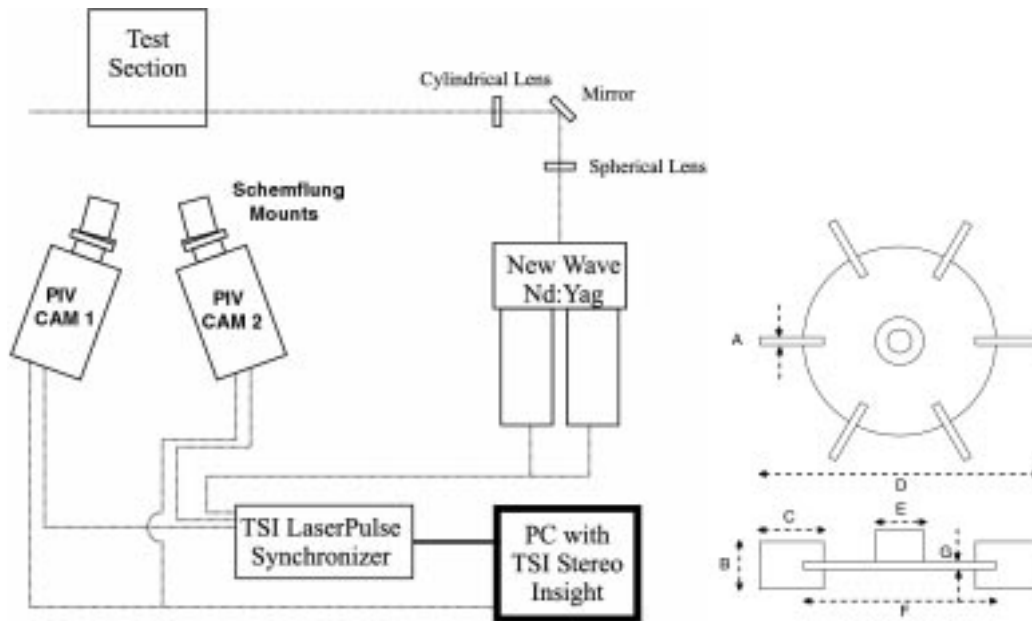 Test
Section
Cylindrical Lens
Mirror
Spherical Lens
Schemflung
Mounts
New Wave
Nd:Yag
PIV
CAM 1
PIV
CAM 2
TSI LaserPulse
Synchronizer
PC with
TSI Stereo
Insight
A
D
C
E
B
G
F